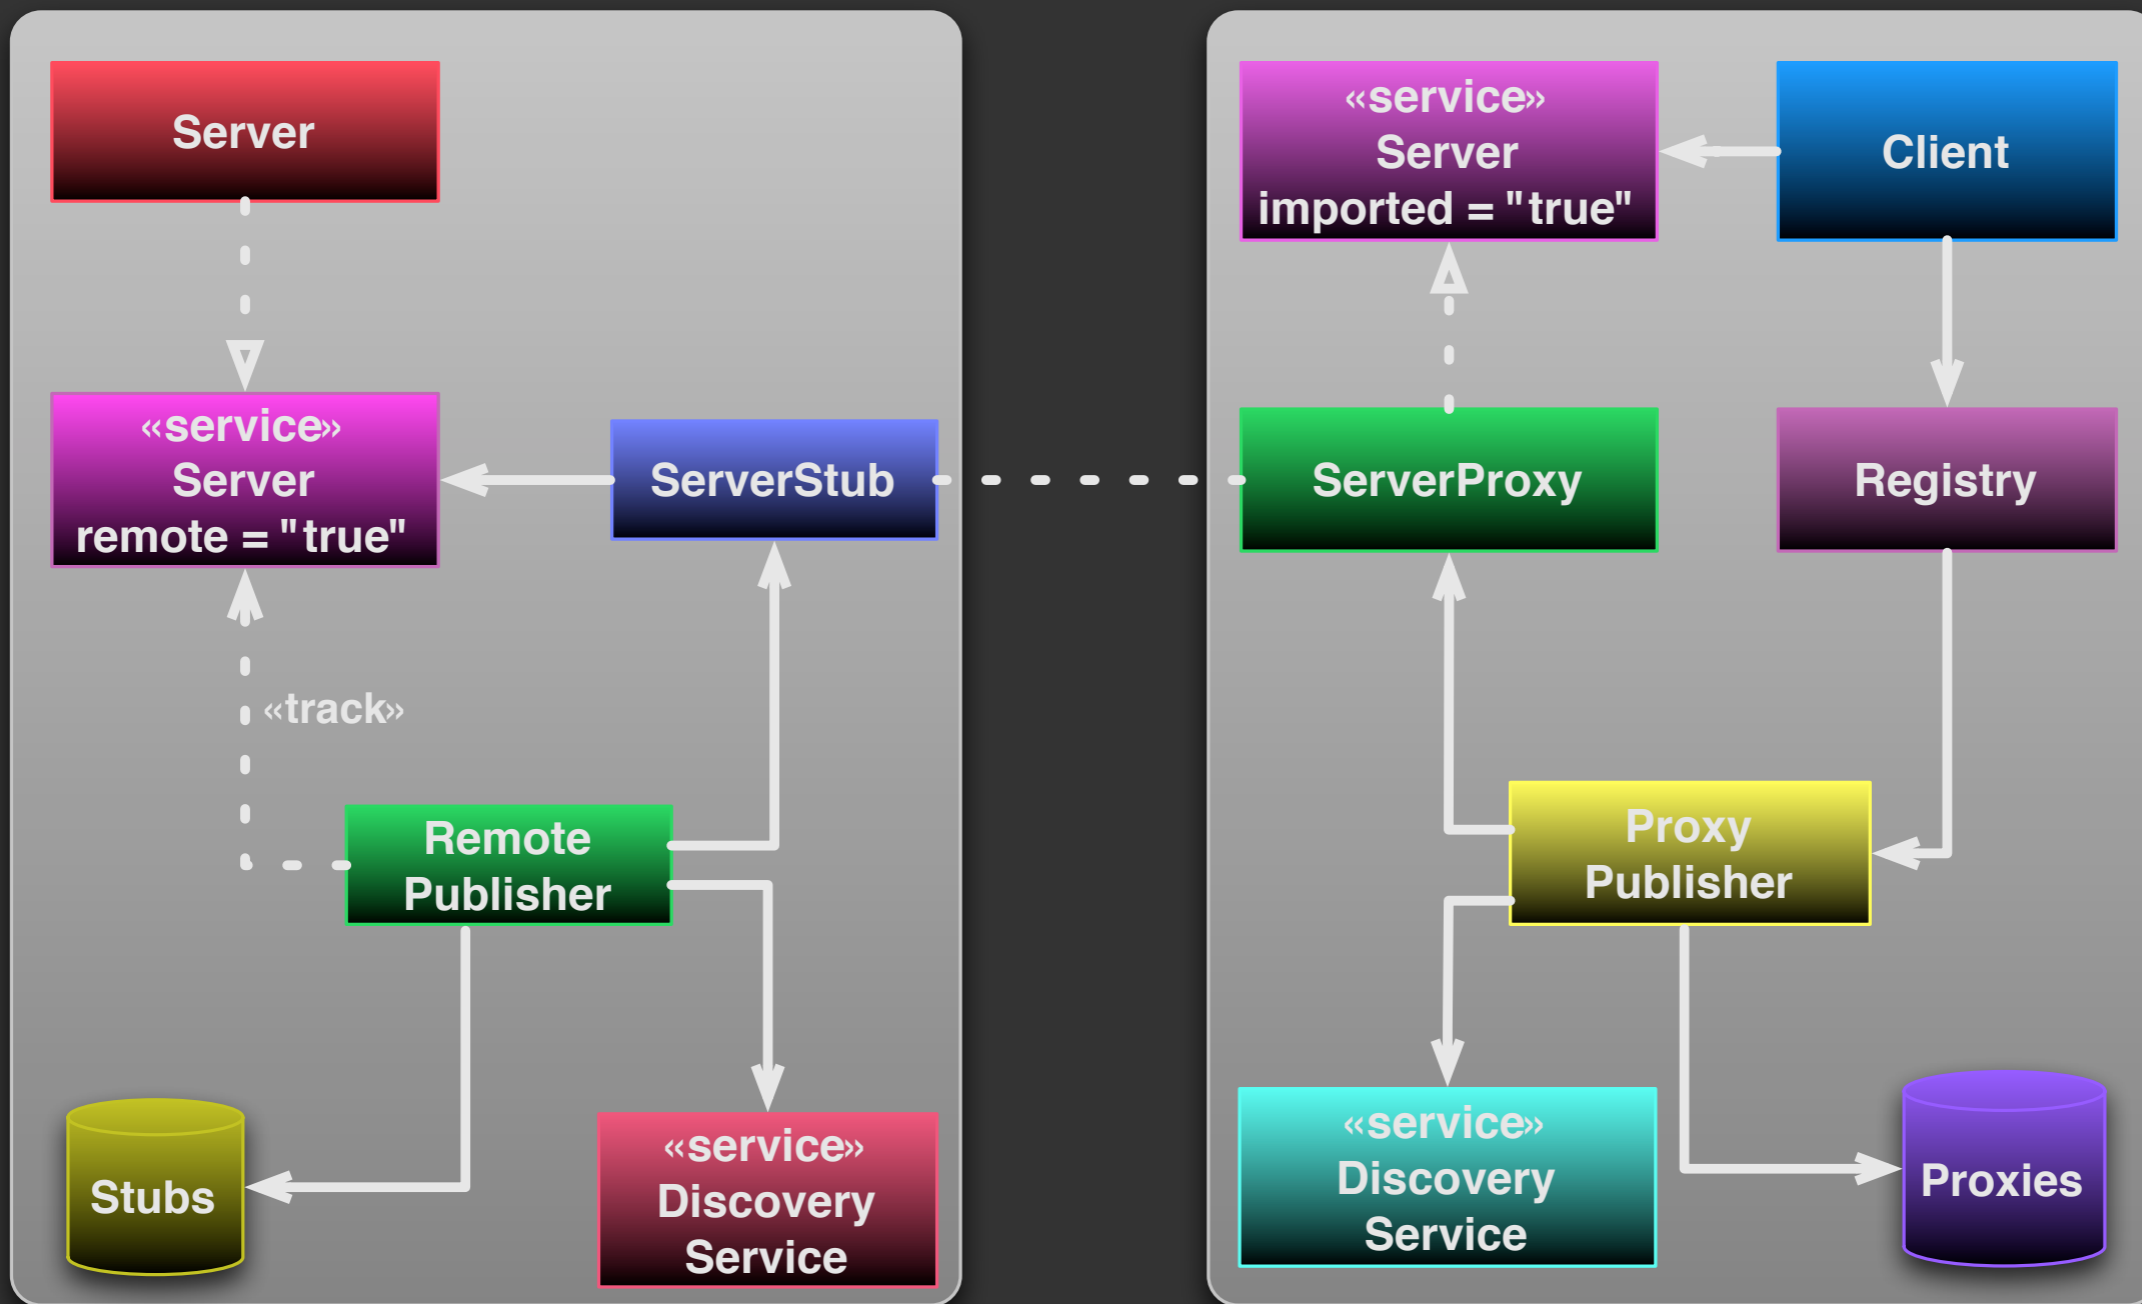 Server
«service»
Server
remote = "true"
ServerStub
«track»
Remote
Publisher
Stubs
«service»
Discovery
Service
«service»
Server
imported = "true"
Client
ServerProxy
Registry
Proxy
Publisher
«service»
Discovery
Service
Proxies